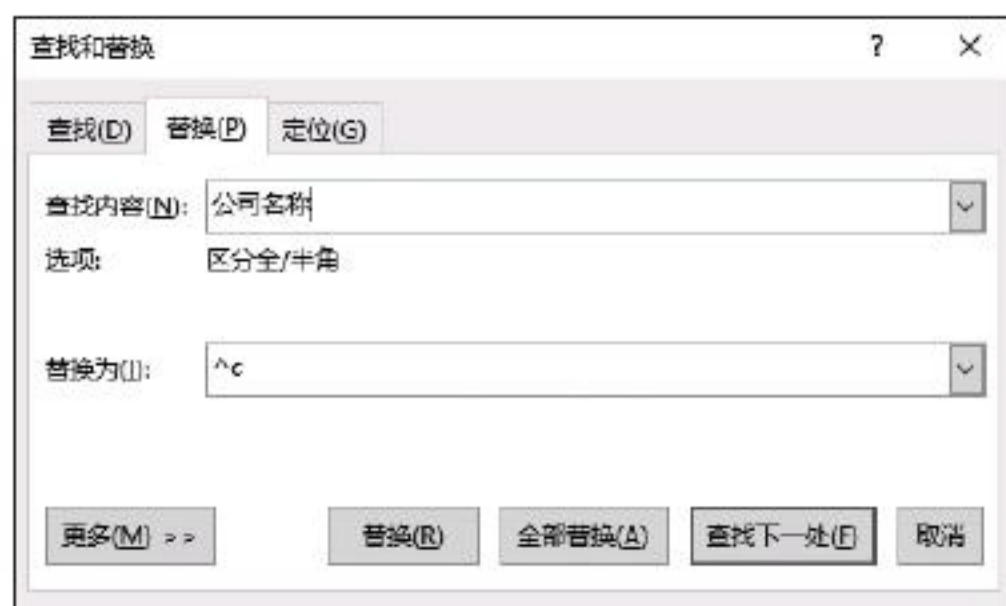 查找和替换 ? ×
查找(D) 替换(P) 定位(G)
查找内容(N): 公司名称
选项: 区分全/半角
替换为(I): ^c
更多(M) >> 替换(R) 全部替换(A) 查找下一处(F) 取消